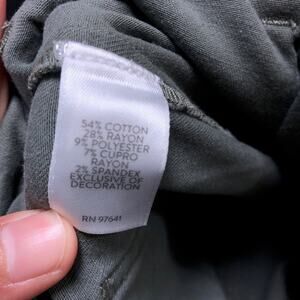 54% COTTON
28% RAYON
9% POLYESTER
7% CUPRO
RAYON
2% SPANDEX
EXCLUSIVE OF
DECORATION
RN 97641